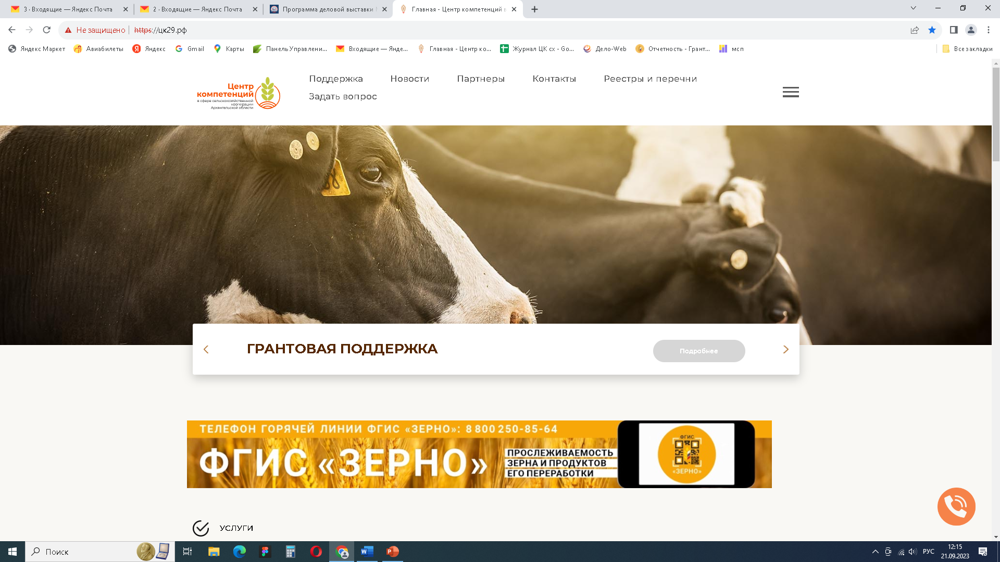 3 · Входящие — Яндекс Почта
2 · Входящие — Яндекс Почта
Программа деловой выставки
Главная - Центр компетенций в
Не защищено
https://цк29.рф
Яндекс Маркет
Авиабилеты
Яндекс
Gmail
Карты
Панель Управлени...
Входящие — Янде...
Главная - Центр ко...
Журнал ЦК сх - Go...
Дело-Web
Отчетность - Грант...
мсп
Все закладки
Центр
компетенций
в сфере сельскохозяйственной
кооперации
Архангельской области
Поддержка
Новости
Партнеры
Контакты
Реестры и перечни
Задать вопрос
ГРАНТОВАЯ ПОДДЕРЖКА
Подробнее
ТЕЛЕФОН ГОРЯЧЕЙ ЛИНИИ ФГИС «ЗЕРНО»: 8 800 250-85-64
ФГИС «ЗЕРНО»
ПРОСЛЕЖИВАЕМОСТЬ
ЗЕРНА И ПРОДУКТОВ
ЕГО ПЕРЕРАБОТКИ
ФГИС
«ЗЕРНО»
УСЛУГИ
Поиск
РУС
12:15
21.09.2023